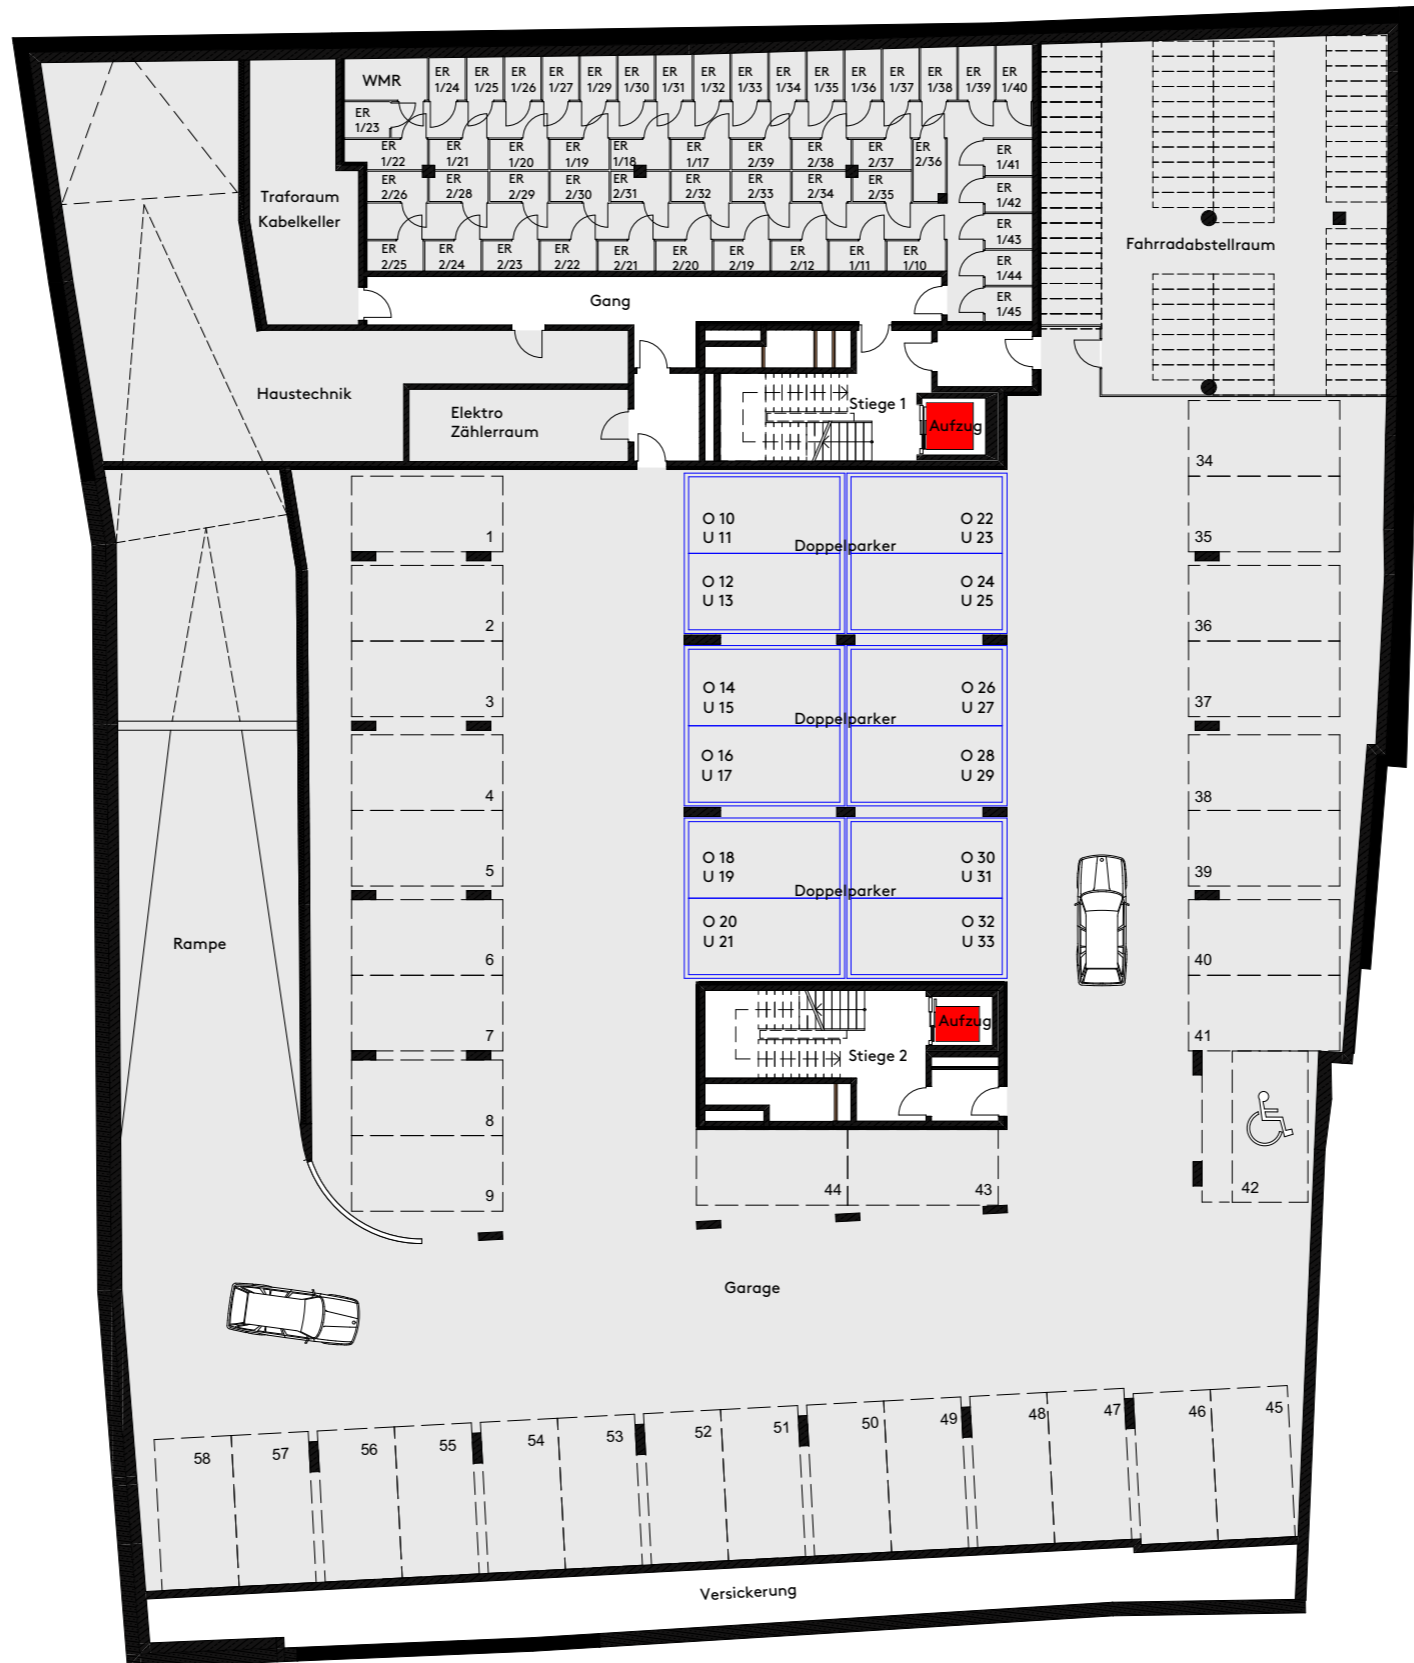 WMR
ER
1/24
ER
1/25
ER
1/26
ER
1/27
ER
1/29
ER
1/30
ER
1/31
ER
1/32
ER
1/33
ER
1/34
ER
1/35
ER
1/36
ER
1/37
ER
1/38
ER
1/39
ER
1/40
ER
1/23
ER
1/22
ER
1/21
ER
1/20
ER
1/19
ER
1/18
ER
1/17
ER
2/39
ER
2/38
ER
2/37
ER
2/36
ER
1/41
ER
2/26
ER
2/28
ER
2/29
ER
2/30
ER
2/31
ER
2/32
ER
2/33
ER
2/34
ER
2/35
ER
1/42
ER
1/43
ER
2/25
ER
2/24
ER
2/23
ER
2/22
ER
2/21
ER
2/20
ER
2/19
ER
2/12
ER
1/11
ER
1/10
ER
1/44
ER
1/45
Traforaum
Kabelkeller
Fahrradabstellraum
Gang
Haustechnik
Elektro
Zählerraum
Stiege 1
Aufzug
34
35
1
O 10
U 11
O 22
U 23
Doppelparker
O 12
U 13
O 24
U 25
2
36
3
37
O 14
U 15
O 26
U 27
Doppelparker
O 16
U 17
O 28
U 29
4
38
5
39
O 18
U 19
O 30
U 31
Doppelparker
O 20
U 21
O 32
U 33
Rampe
6
40
7
41
Aufzug
Stiege 2
8
9
44
43
42
Garage
58
57
56
55
54
53
52
51
50
49
48
47
46
45
Versickerung